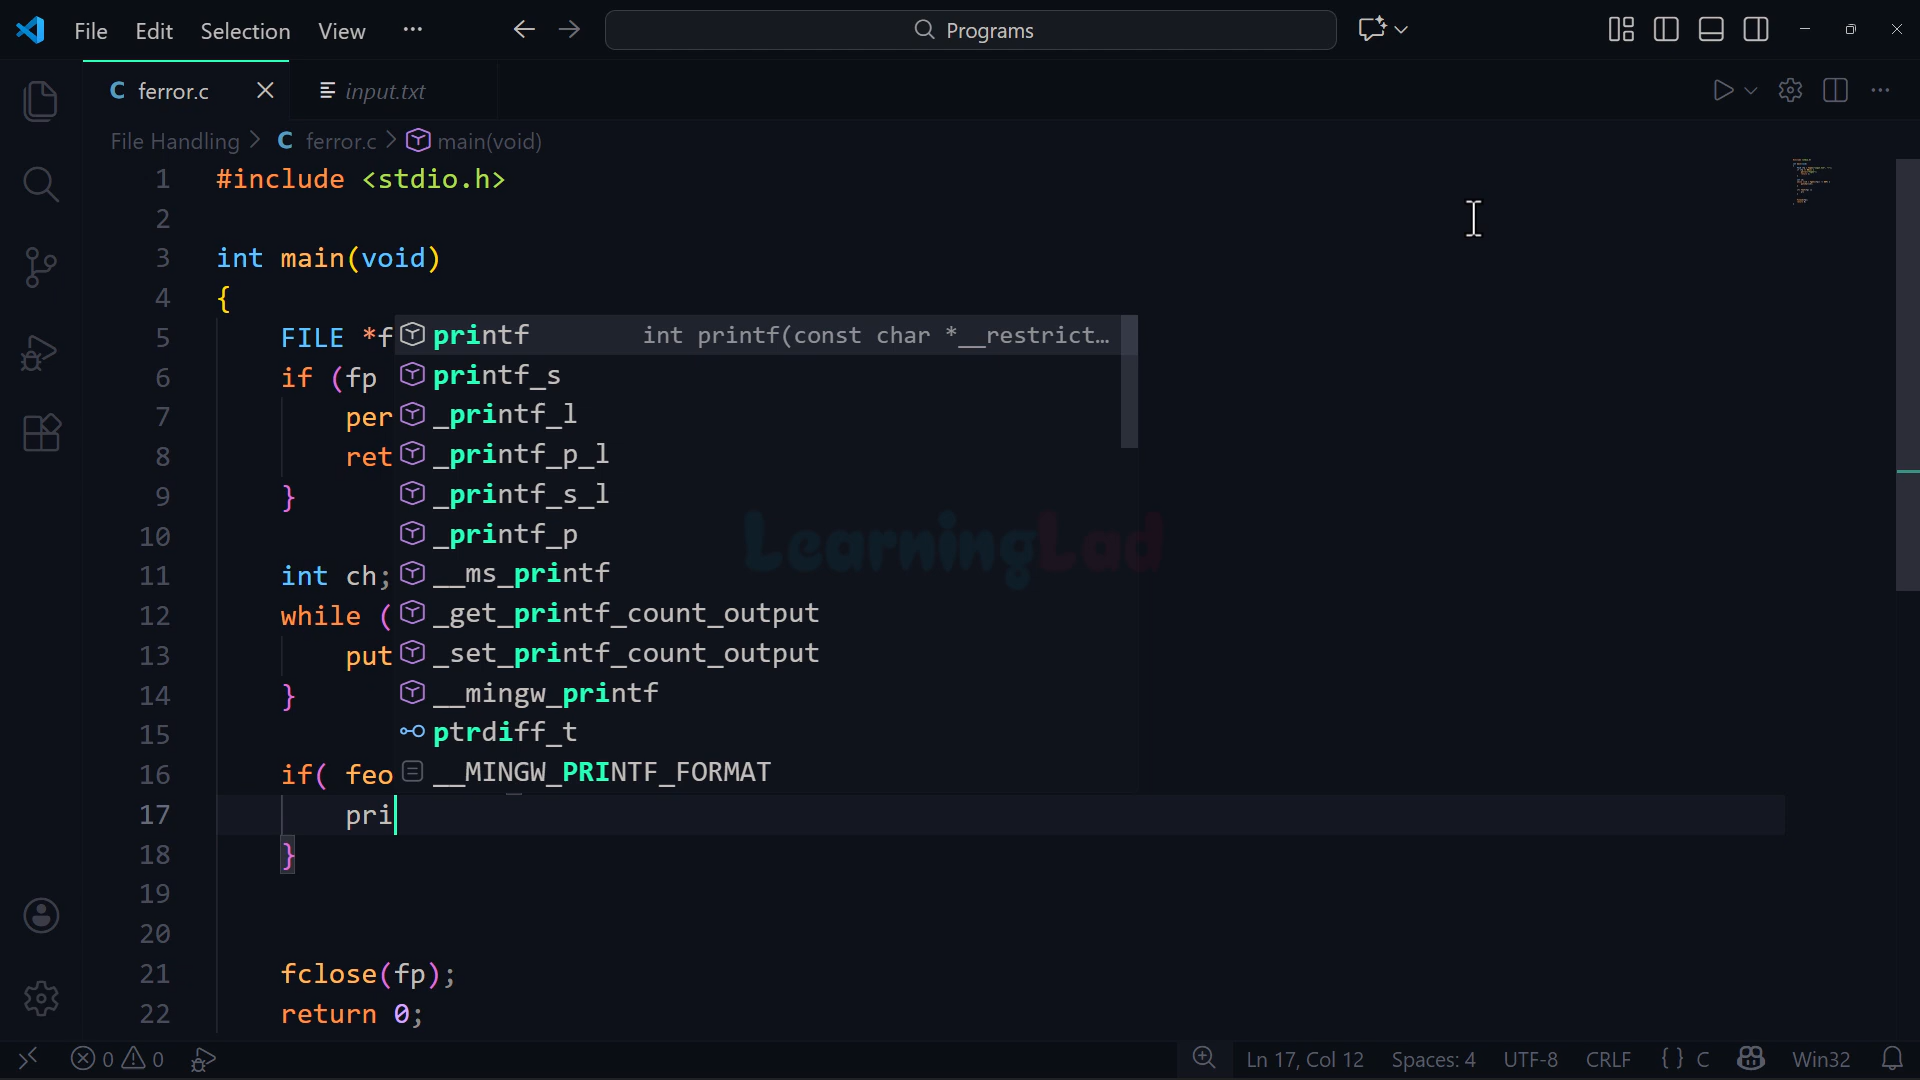 File Edit Selection View ··· Programs
C ferror.c input.txt
File Handling > C ferror.c > main(void)
1 #include <stdio.h>
2
3 int main(void)
4 {
5 FILE *f
6 if (fp
7 per
8 ret
9 }
10
11 int ch;
12 while (
13 put
14 }
15
16 if( feo
17 pri
18 }
19
20
21 fclose(fp);
22 return 0;
printf int printf(const char *__restrict…
printf_s
_printf_l
_printf_p_l
_printf_s_l
_printf_p
__ms_printf
_get_printf_count_output
_set_printf_count_output
__mingw_printf
ptrdiff_t
__MINGW_PRINTF_FORMAT
LearningLad
0 0 Ln 17, Col 12 Spaces: 4 UTF-8 CRLF {} C Win32